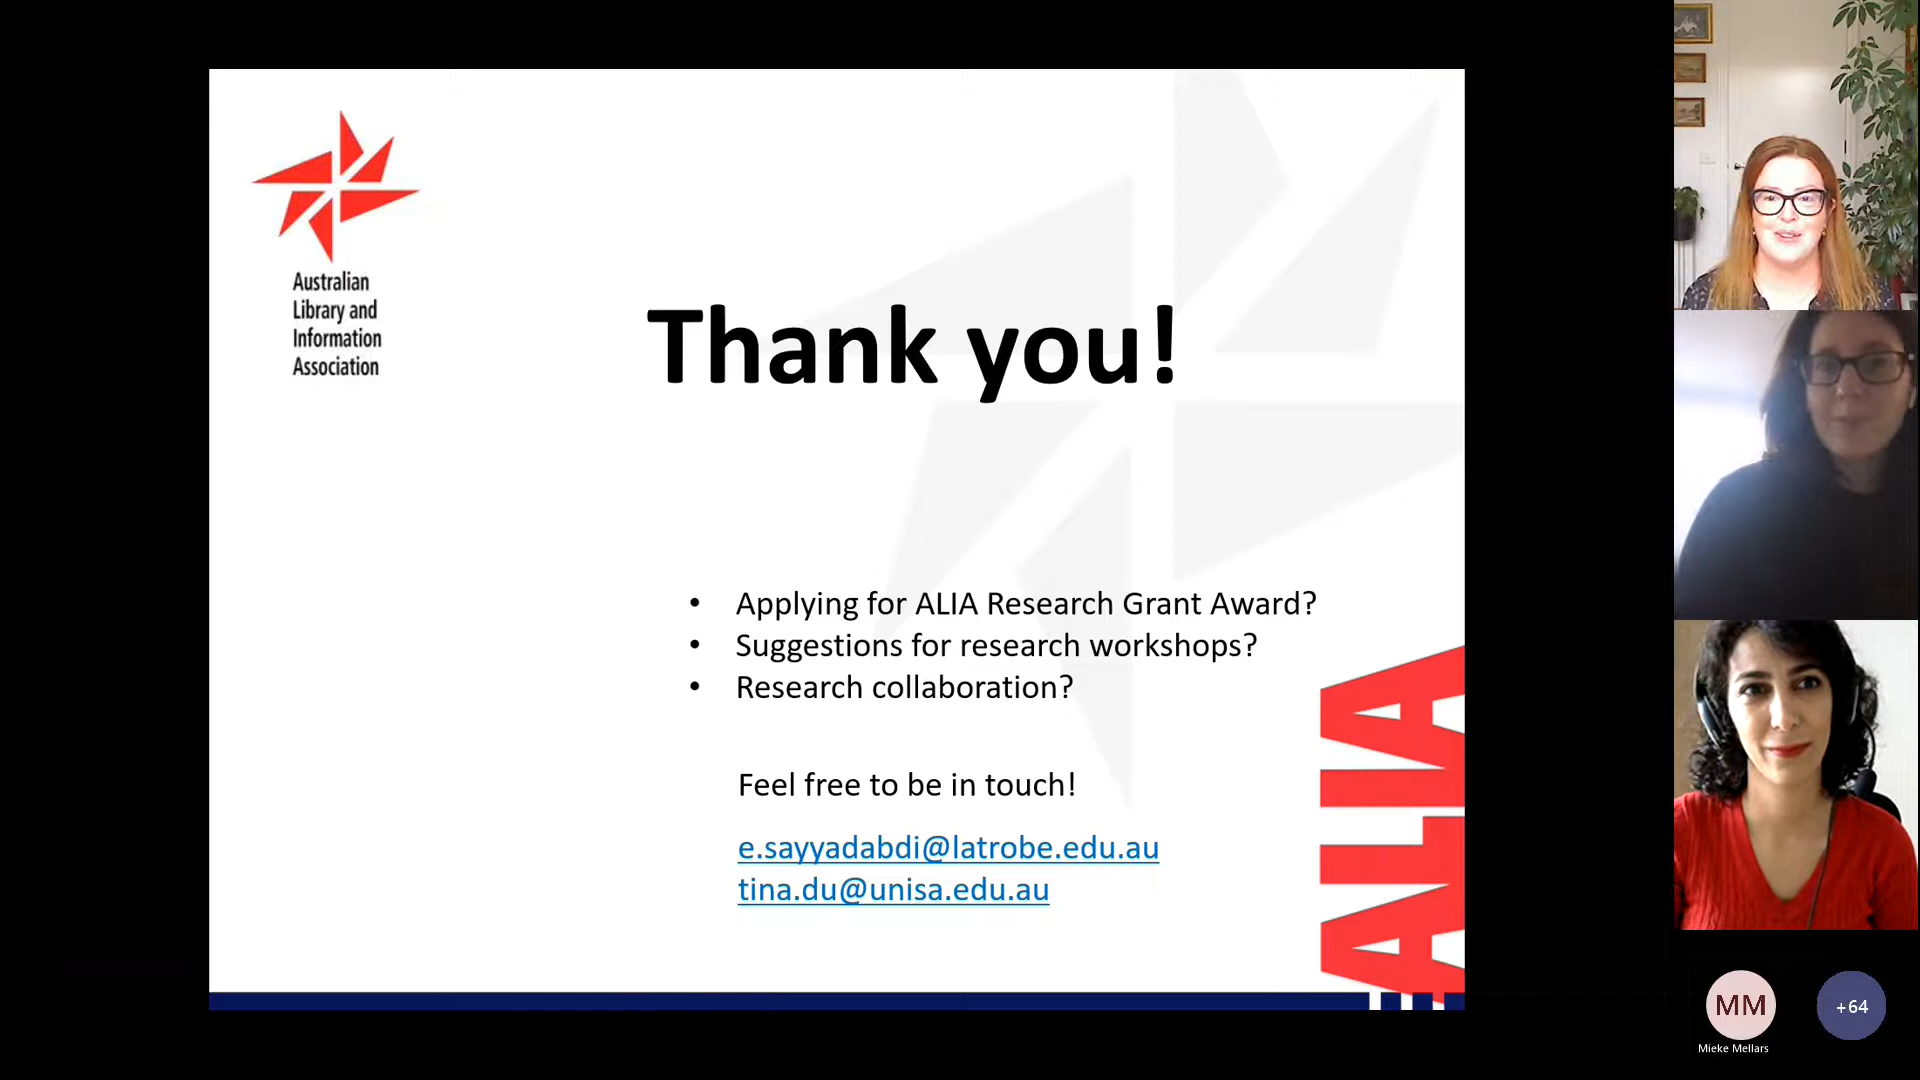 Australian
Library and
Information
Association
Thank you!
• Applying for ALIA Research Grant Award?
• Suggestions for research workshops?
• Research collaboration?
Feel free to be in touch!
e.sayyadabdi@latrobe.edu.au
tina.du@unisa.edu.au
ALIA
MM
Mieke Mellars
+64